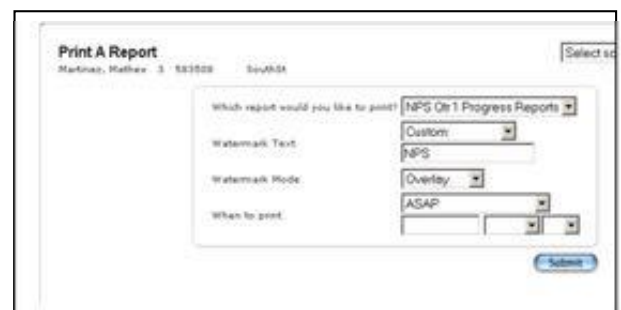 Print A Report
Select sc
Martinez, Mathew 3 SouthSt
Which report would you like to print? NPS Qtr 1 Progress Reports
Watermark Text Custom
NPS
Watermark Mode Overlay
When to print ASAP
Submit